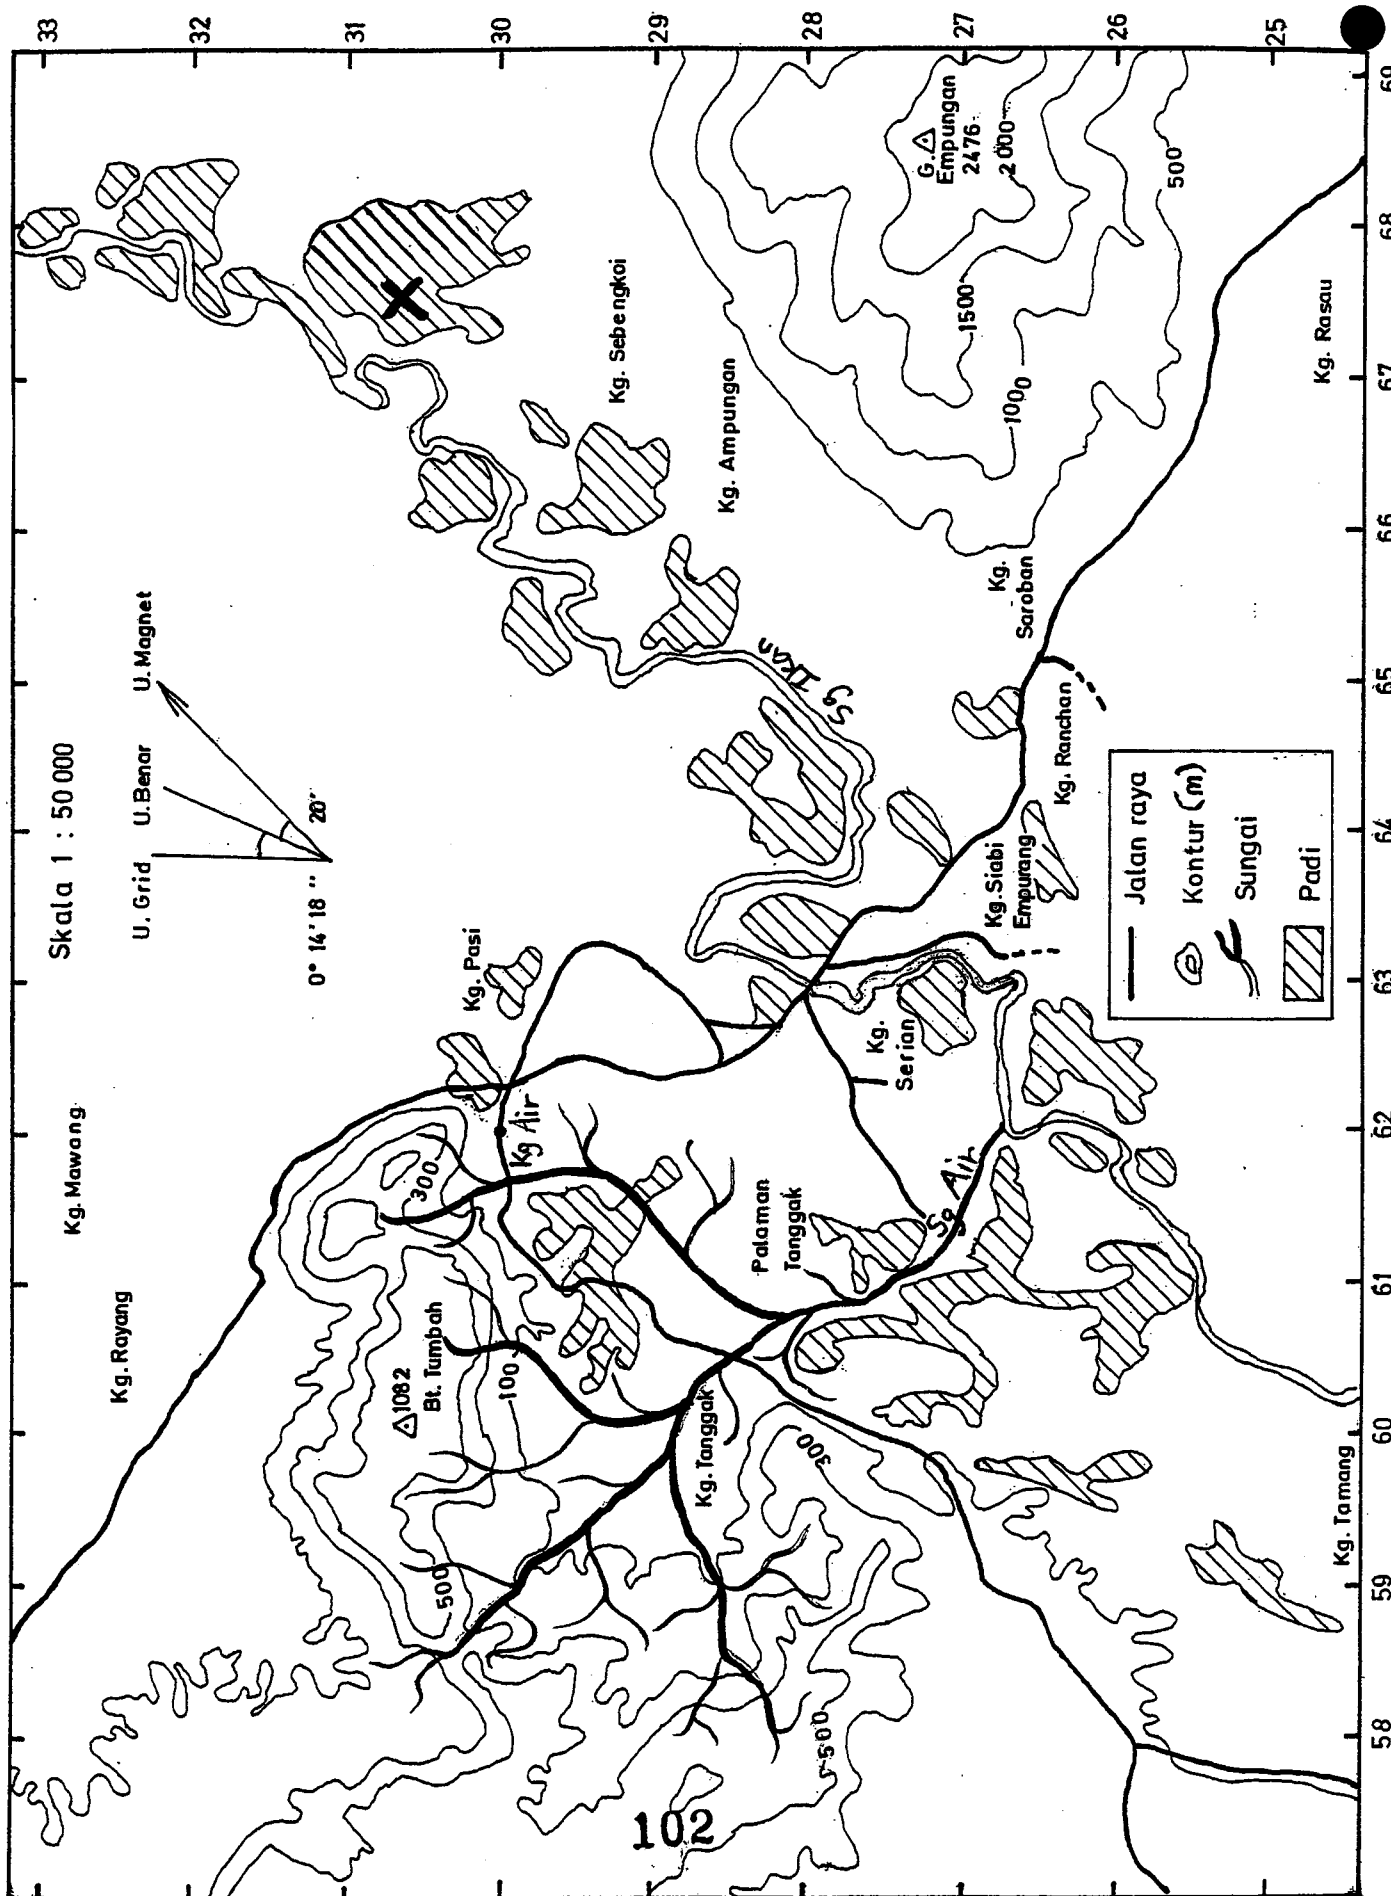 Skala 1 : 50 000
U. Grid
U. Benar
U. Magnet
0° 14' 18"
20"
33
32
31
30
29
28
27
26
25
Kg. Mawang
Kg. Rayang
Kg. Pasi
Kg. Sebengkoi
Kg. Ampungan
G.
Empungan
2476
2 000
1500
1000
500
Kg. Rasau
Kg.
Saroban
Kg. Ranchan
Kg. Siabi
Empurang
Kg.
Serian
Sg Ikan
Kg Air
Sg Air
Palaman
Tanggak
300
1082
Bt. Tumbah
100
500
Kg. Tanggak
300
500
Kg. Tamang
Jalan raya
Kontur (m)
Sungai
Padi
58
59
60
61
62
63
64
65
66
67
68
69
102